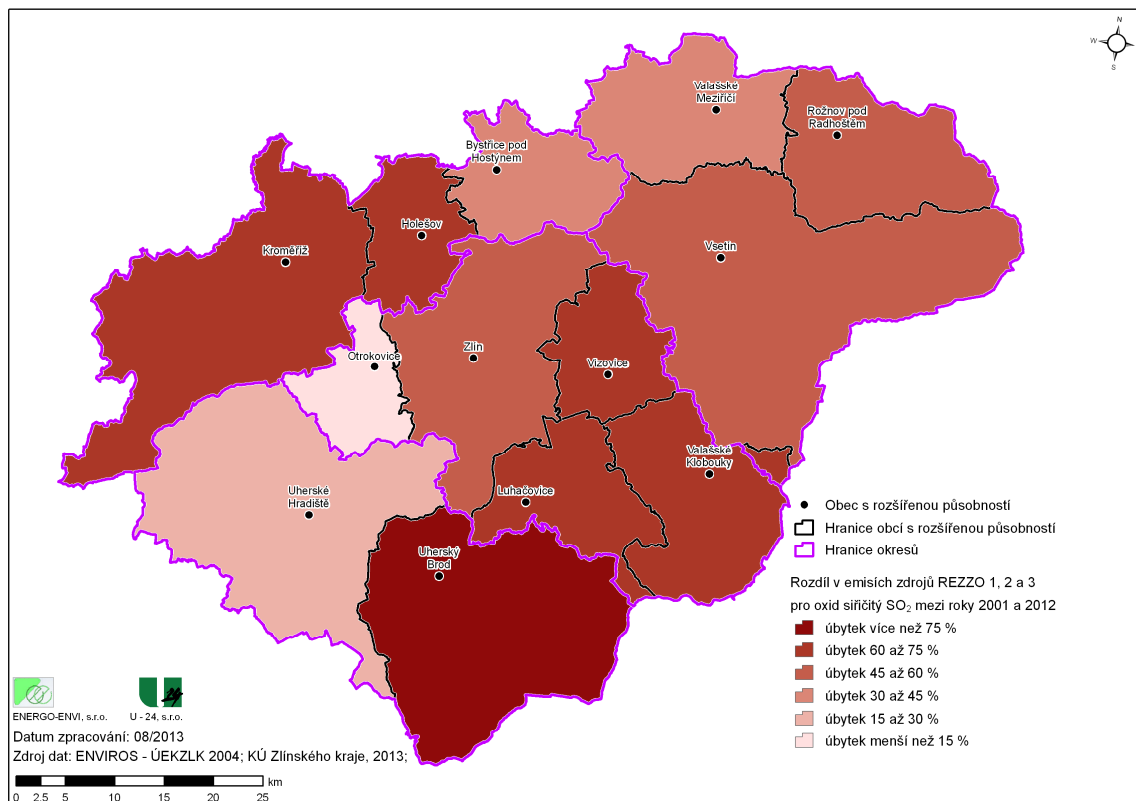 N
W
S
Valašské
Meziříčí
Rožnov pod
Radhoštěm
Bystřice pod
Hostýnem
Holešov
Kroměříž
Vsetín
Otrokovice
Zlín
Vizovice
Valašské
Klobouky
Uherské
Hradiště
Luhačovice
Uherský
Brod
Obec s rozšířenou působností
Hranice obcí s rozšířenou působností
Hranice okresů
Rozdíl v emisích zdrojů REZZO 1, 2 a 3
pro oxid siřičitý SO₂ mezi roky 2001 a 2012
úbytek více než 75 %
úbytek 60 až 75 %
úbytek 45 až 60 %
úbytek 30 až 45 %
úbytek 15 až 30 %
úbytek menší než 15 %
ENERGO-ENVI, s.r.o.
U - 24, s.r.o.
Datum zpracování: 08/2013
Zdroj dat: ENVIROS - ÚEKZLK 2004; KÚ Zlínského kraje, 2013;
km
0 2.5 5 10 15 20 25